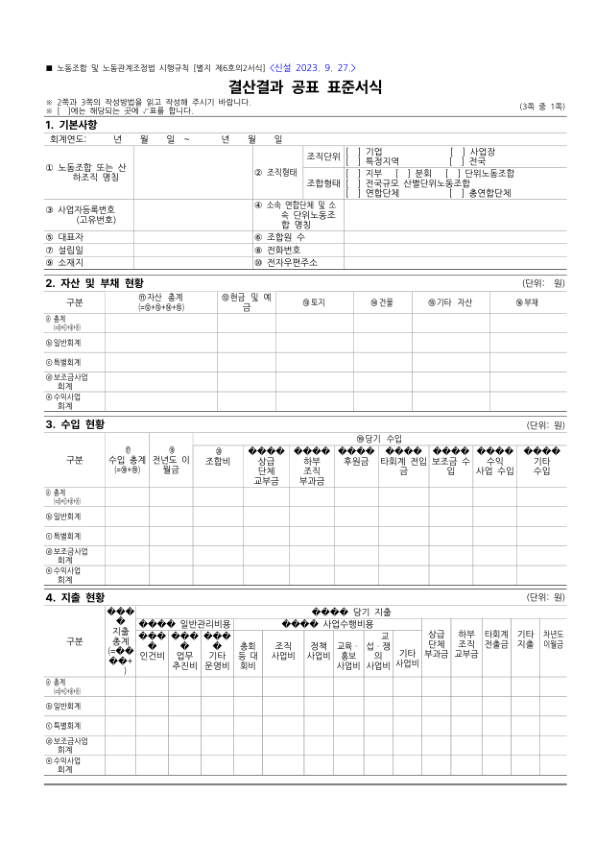 ■ 노동조합 및 노동관계조정법 시행규칙 [별지 제6호의2서식] <신설 2023. 9. 27.>
결산결과 공표 표준서식
※ 2쪽과 3쪽의 작성방법을 읽고 작성해 주시기 바랍니다.
※ [ ]에는 해당되는 곳에 √표를 합니다.
(3쪽 중 1쪽)
1. 기본사항
회계연도: 년 월 일 ~ 년 월 일
① 노동조합 또는 산
하조직 명칭
② 조직형태
조직단위
[ ] 기업 [ ] 사업장
[ ] 특정지역 [ ] 전국
조합형태
[ ] 지부 [ ] 분회 [ ] 단위노동조합
[ ] 전국규모 산별단위노동조합
[ ] 연합단체 [ ] 총연합단체
③ 사업자등록번호
(고유번호)
④ 소속 연합단체 및 소
속 단위노동조
합 명칭
⑤ 대표자
⑥ 조합원 수
⑦ 설립일
⑧ 전화번호
⑨ 소재지
⑩ 전자우편주소
2. 자산 및 부채 현황
(단위: 원)
구분
⑪자산 총계
(=⑫+⑬+⑭+⑮)
⑫현금 및 예
금
⑬토지
⑭건물
⑮기타 자산
⑯부채
ⓐ 총계
(=ⓑ+ⓒ+ⓓ+ⓔ)
ⓑ일반회계
ⓒ특별회계
ⓓ보조금사업
회계
ⓔ수익사업
회계
3. 수입 현황
(단위: 원)
구분
⑰
수입 총계
(=⑱+⑲)
⑱
전년도 이
월금
⑲당기 수입
⑳
조합비
����
상급
단체
교부금
����
하부
조직
부과금
����
후원금
����
타회계 전입
금
����
보조금 수
입
����
수익
사업 수입
����
기타
수입
ⓐ 총계
(=ⓑ+ⓒ+ⓓ+ⓔ)
ⓑ일반회계
ⓒ특별회계
ⓓ보조금사업
회계
ⓔ수익사업
회계
4. 지출 현황
(단위: 원)
구분
���
�
지출
총계
(=��
��+
)
���� 당기 지출
���� 일반관리비용
���� 사업수행비용
���
�
인건비
���
�
업무
추진비
���
�
기타
운영비
총회
등 대
회비
조직
사업비
정책
사업비
교육·
홍보
사업비
교
섭·쟁
의
사업비
기타
사업비
상급
단체
부과금
하부
조직
교부금
타회계
전출금
기타
지출
차년도
이월금
ⓐ 총계
(=ⓑ+ⓒ+ⓓ+ⓔ)
ⓑ일반회계
ⓒ특별회계
ⓓ보조금사업
회계
ⓔ수익사업
회계